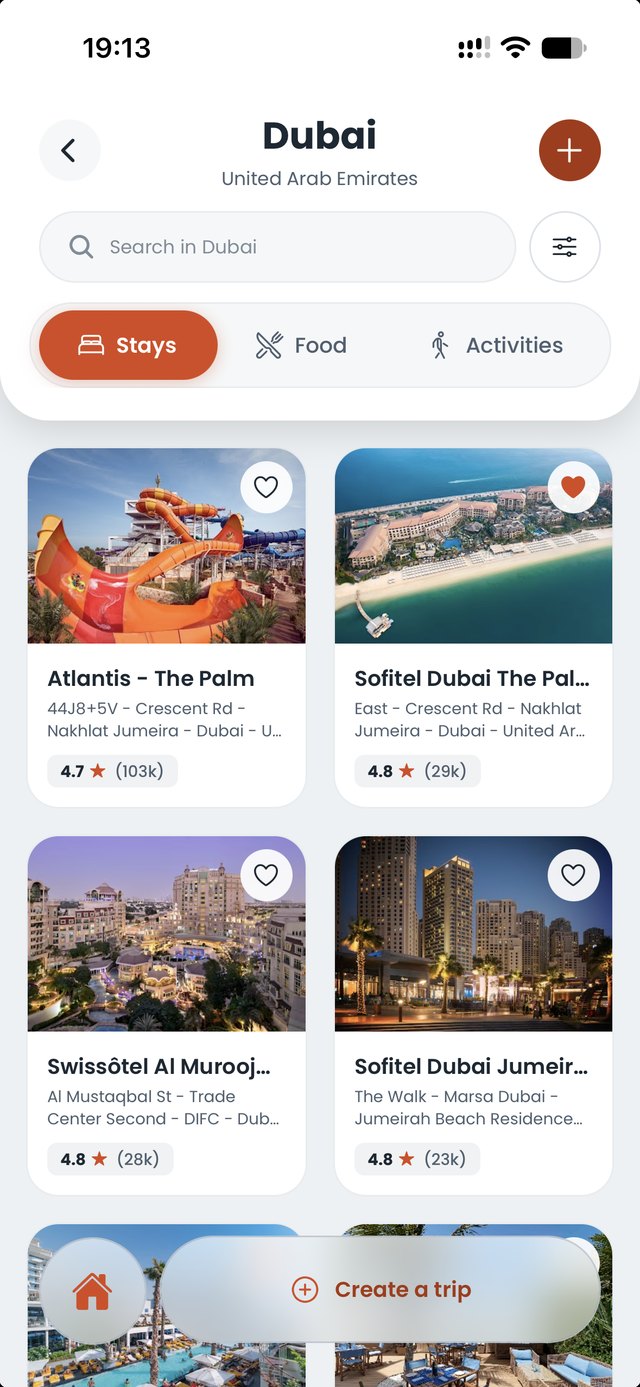 19:13
Dubai
United Arab Emirates
Search in Dubai
Stays
Food
Activities
Atlantis - The Palm
44J8+5V - Crescent Rd -
Nakhlat Jumeira - Dubai - U...
4.7 ★ (103k)
Sofitel Dubai The Pal...
East - Crescent Rd - Nakhlat
Jumeira - Dubai - United Ar...
4.8 ★ (29k)
Swissôtel Al Murooj...
Al Mustaqbal St - Trade
Center Second - DIFC - Dub...
4.8 ★ (28k)
Sofitel Dubai Jumeir...
The Walk - Marsa Dubai -
Jumeirah Beach Residence...
4.8 ★ (23k)
Create a trip